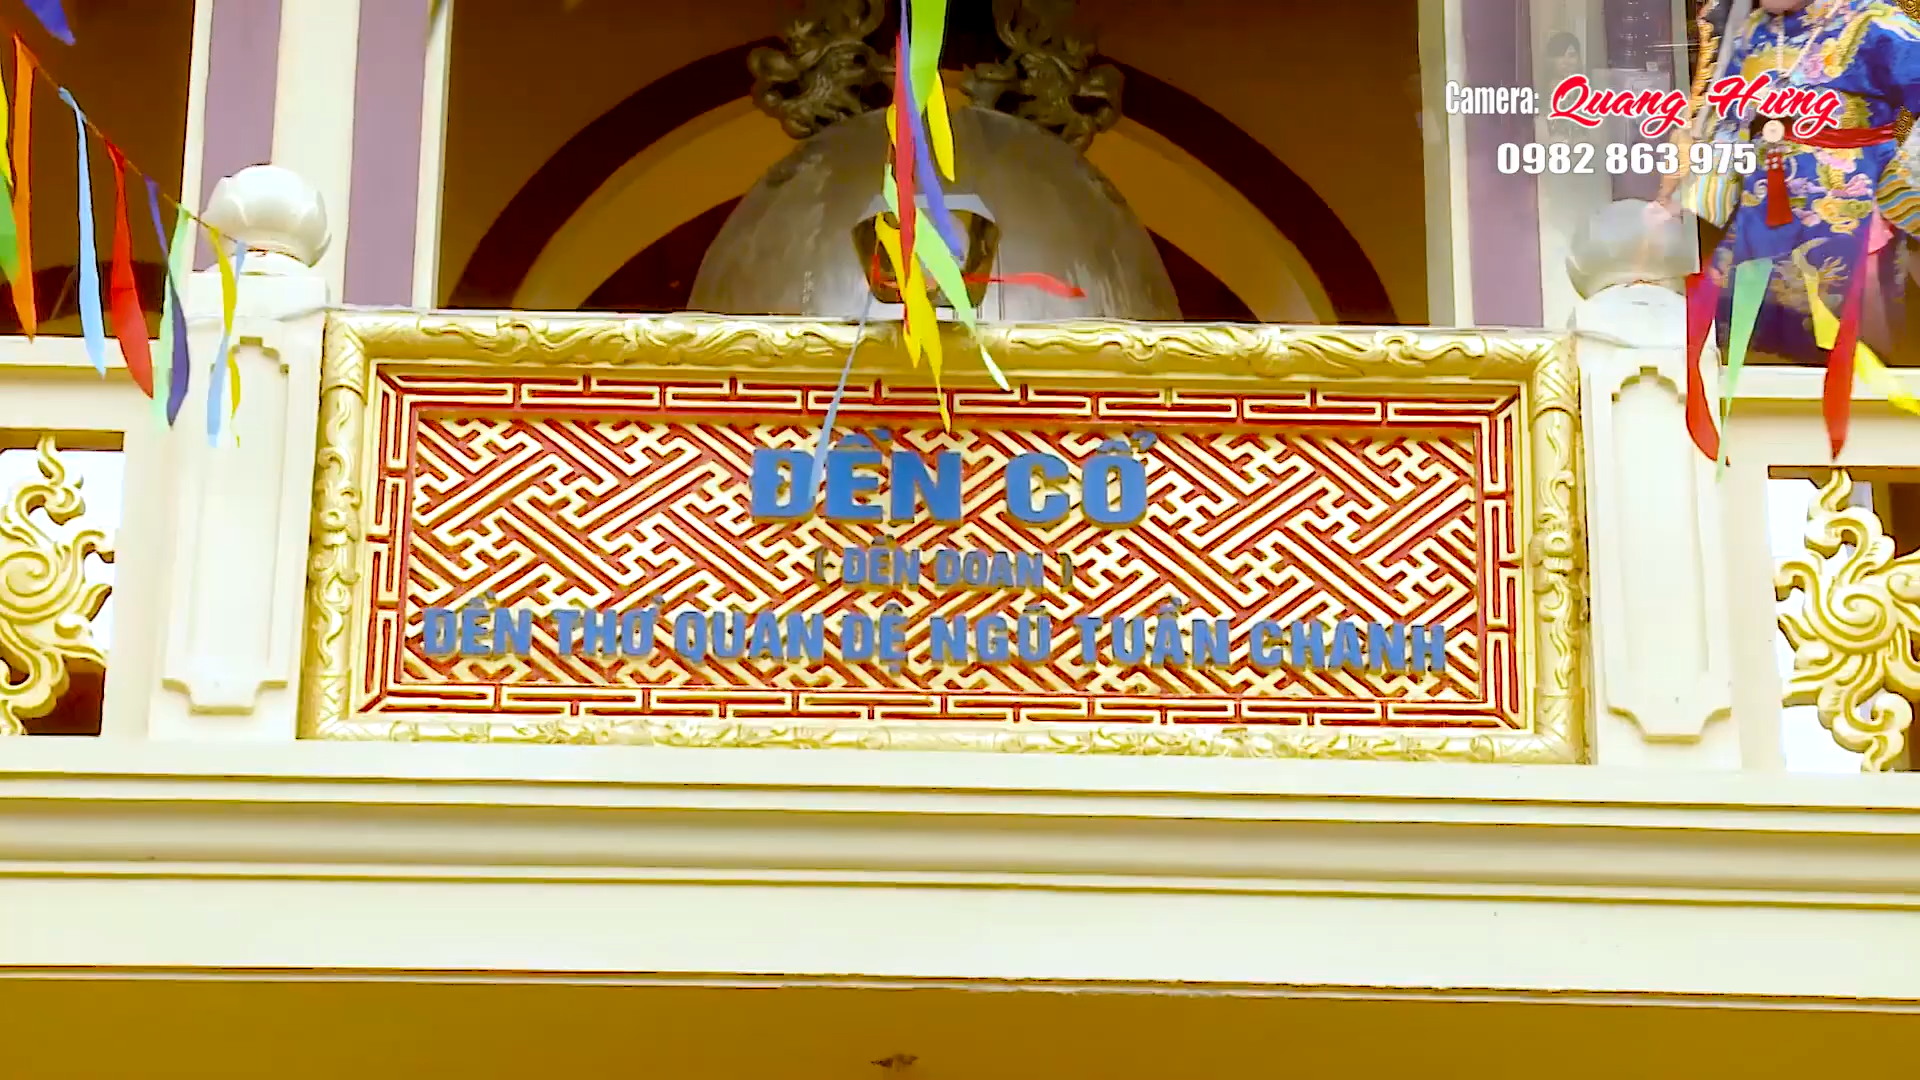 Camera: Quang Hưng
0982 863 975
ĐỀN CỔ
( ĐỀN ĐOAN )
ĐỀN THỜ QUAN ĐỆ NGŨ TUẦN CHANH